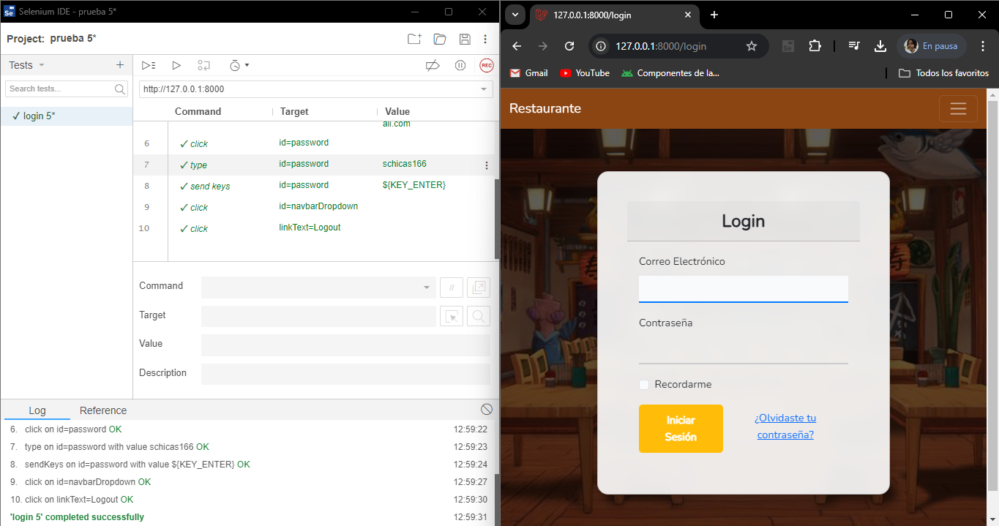 Selenium IDE - prueba 5*
Project: prueba 5*
Tests
Search tests...
✓ login 5*
REC
http://127.0.0.1:8000
Command Target Value
ail.com
6 ✓ click id=password
7 ✓ type id=password schicas166
8 ✓ send keys id=password ${KEY_ENTER}
9 ✓ click id=navbarDropdown
10 ✓ click linkText=Logout
Command
//
Target
Value
Description
Log Reference
6. click on id=password OK 12:59:22
7. type on id=password with value schicas166 OK 12:59:23
8. sendKeys on id=password with value ${KEY_ENTER} OK 12:59:24
9. click on id=navbarDropdown OK 12:59:27
10. click on linkText=Logout OK 12:59:30
'login 5' completed successfully 12:59:31
127.0.0.1:8000/login
127.0.0.1:8000/login
Se
En pausa
Gmail YouTube Componentes de la...
Todos los favoritos
Restaurante
Login
Correo Electrónico
Contraseña
Recordarme
Iniciar
Sesión
¿Olvidaste tu
contraseña?